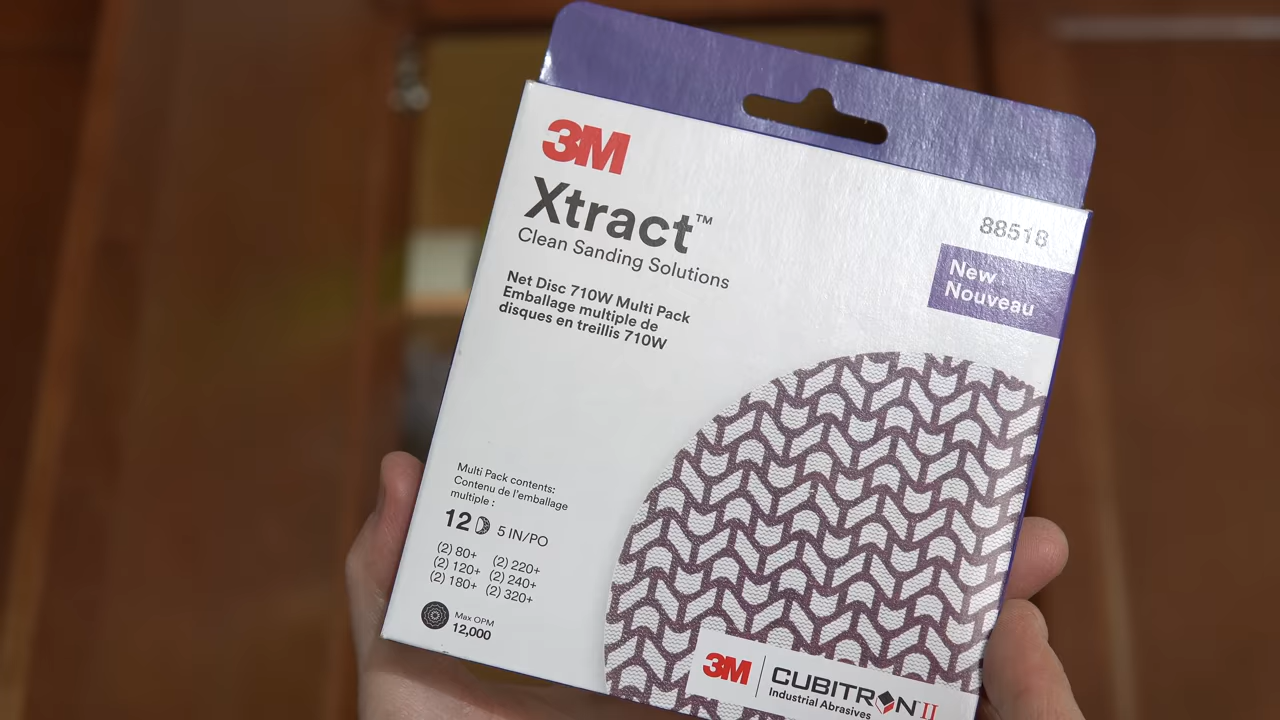 3M
Xtract™
Clean Sanding Solutions
88518
New
Nouveau
Net Disc 710W Multi Pack
Emballage multiple de
disques en treillis 710W
Multi Pack contents:
Contenu de l'emballage
multiple :
12 5 IN/PO
(2) 80+ (2) 220+
(2) 120+ (2) 240+
(2) 180+ (2) 320+
Max OPM
12,000
3M CUBITRON II
Industrial Abrasives